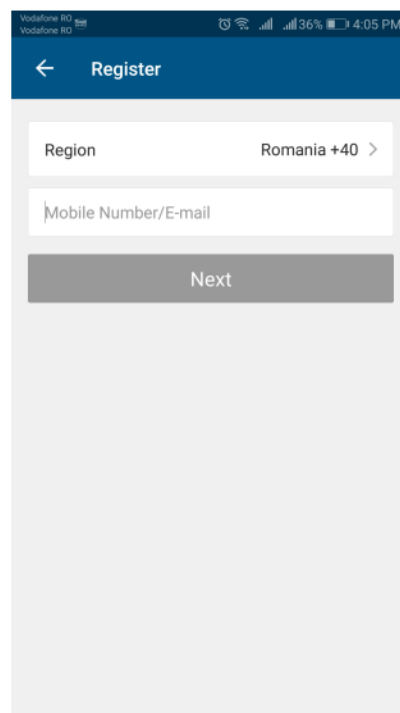 Vodafone RO
Vodafone RO
36% 4:05 PM
Register
Region Romania +40
Mobile Number/E-mail
Next